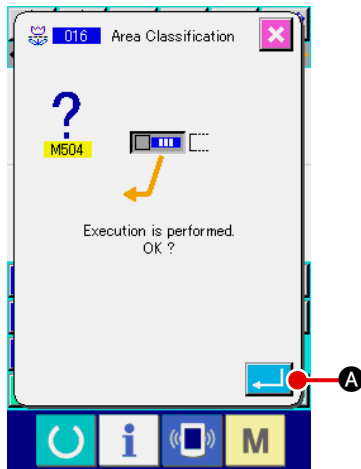 016 Area Classification
?
M504
Execution is performed.
OK ?
A
i
M